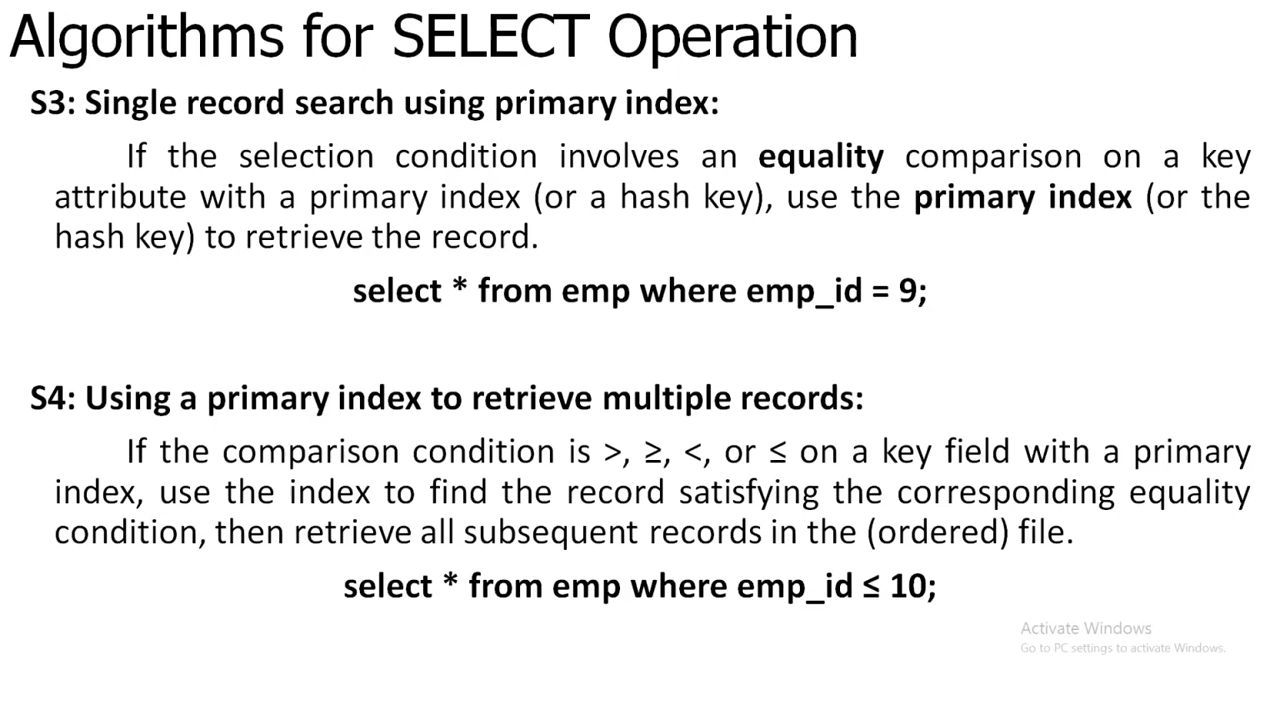 Algorithms for SELECT Operation
S3: Single record search using primary index:
If the selection condition involves an equality comparison on a key
attribute with a primary index (or a hash key), use the primary index (or the
hash key) to retrieve the record.
select * from emp where emp_id = 9;
S4: Using a primary index to retrieve multiple records:
If the comparison condition is >, ≥, <, or ≤ on a key field with a primary
index, use the index to find the record satisfying the corresponding equality
condition, then retrieve all subsequent records in the (ordered) file.
select * from emp where emp_id ≤ 10;
Activate Windows
Go to PC settings to activate Windows.